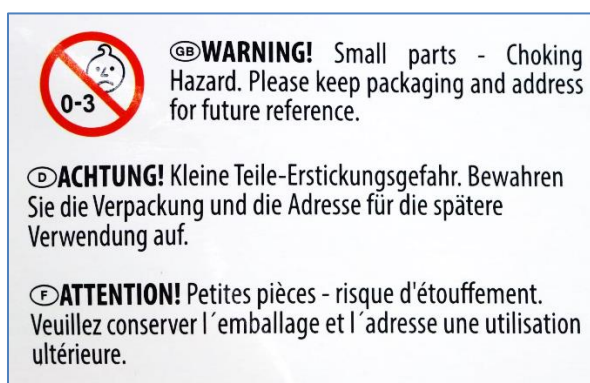 0-3
GB WARNING! Small parts - Choking
Hazard. Please keep packaging and address
for future reference.
D ACHTUNG! Kleine Teile-Erstickungsgefahr. Bewahren
Sie die Verpackung und die Adresse für die spätere
Verwendung auf.
F ATTENTION! Petites pièces - risque d'étouffement.
Veuillez conserver l´emballage et l´adresse une utilisation
ultérieure.